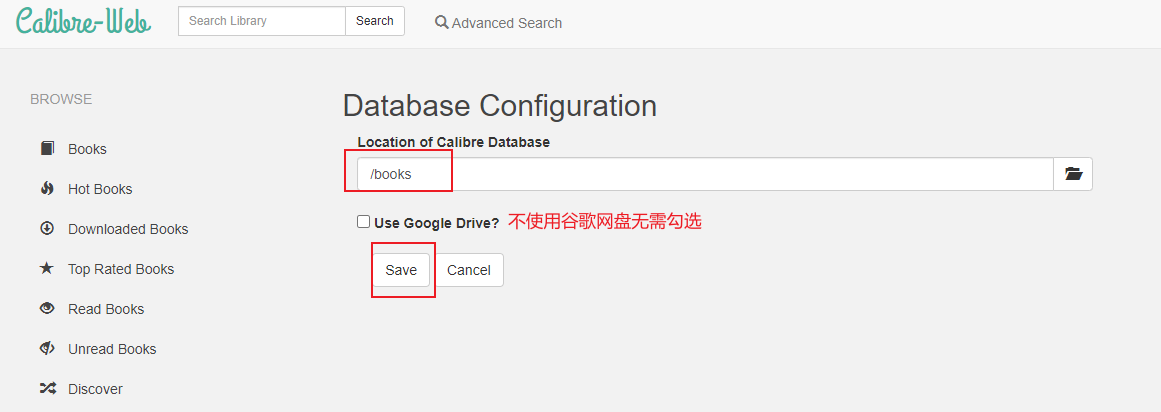 Calibre-Web Search Library Search Advanced Search
BROWSE
Books
Hot Books
Downloaded Books
Top Rated Books
Read Books
Unread Books
Discover
Database Configuration
Location of Calibre Database
/books
Use Google Drive? 不使用谷歌网盘无需勾选
Save Cancel